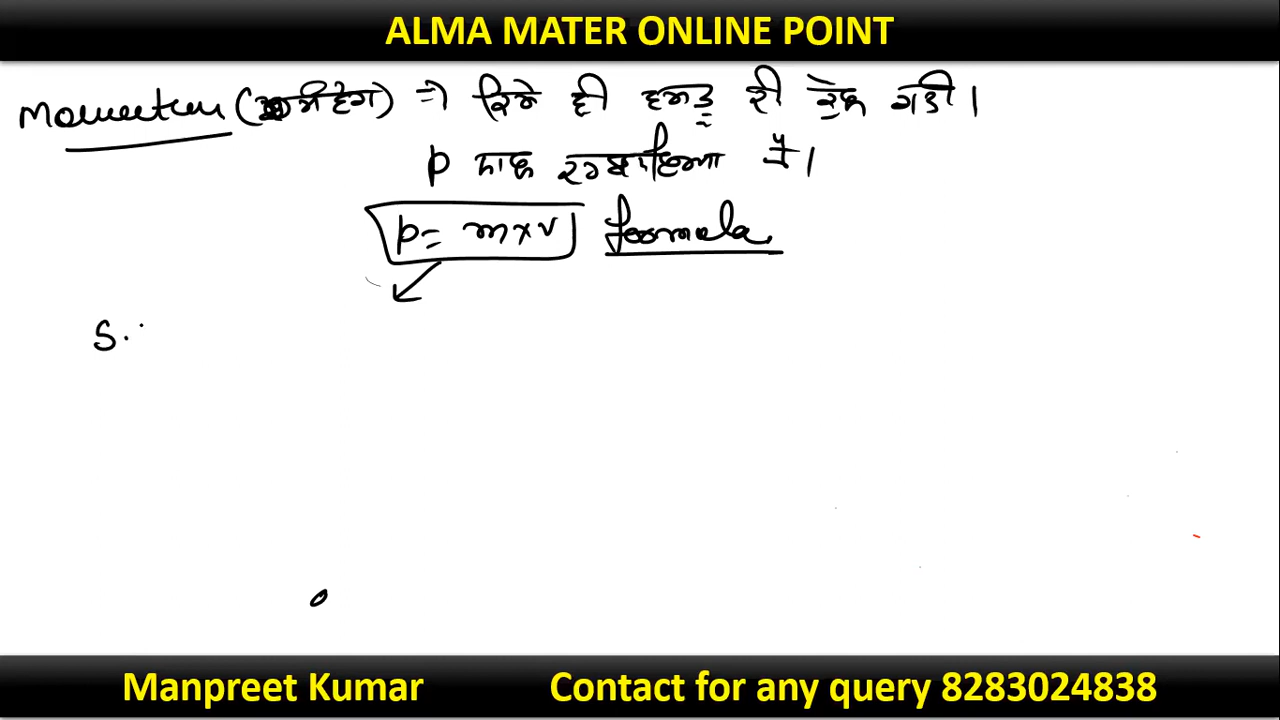 ALMA MATER ONLINE POINT
Momentum (ਸੰਵੇਗ) ⇒ ਕਿਸੇ ਵੀ ਵਸਤੂ ਦੀ ਕੁੱਲ ਗਤੀ।
p ਨਾਲ ਦਰਸਾਇਆ ਹੈ।
p = m×v formula
S.
Manpreet Kumar Contact for any query 8283024838